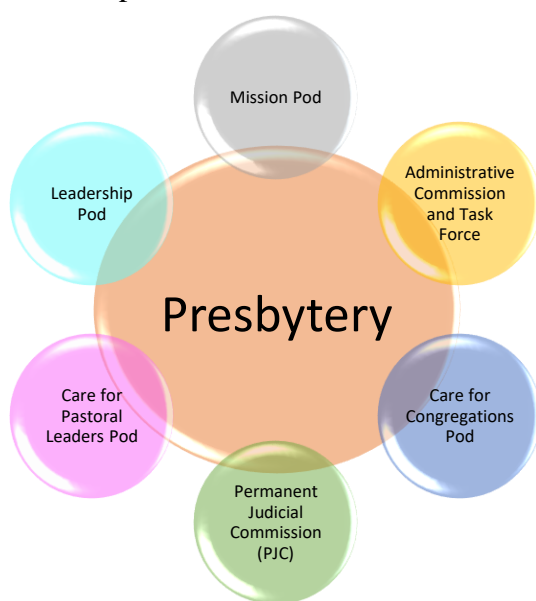 Mission Pod
Administrative
Commission
and Task
Force
Leadership
Pod
Presbytery
Care for
Congregations
Pod
Care for
Pastoral
Leaders Pod
Permanent
Judicial
Commission
(PJC)